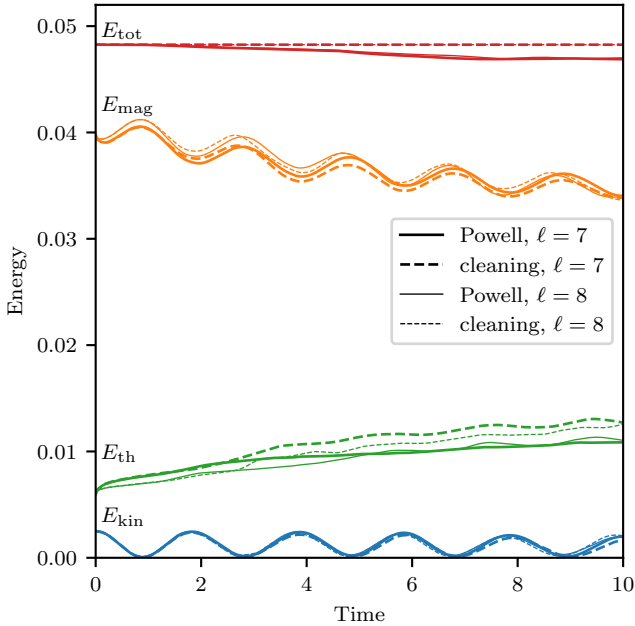 0.05
E_tot
E_mag
0.04
0.03
Powell, ℓ = 7
cleaning, ℓ = 7
Powell, ℓ = 8
cleaning, ℓ = 8
Energy
0.02
0.01
E_th
E_kin
0.00
0 2 4 6 8 10
Time